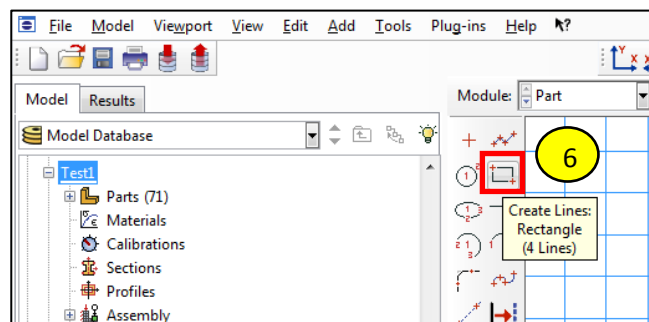 File Model Viewport View Edit Add Tools Plug-ins Help ?
Model Results
Module: Part
Model Database
6
Test1
Parts (71)
Create Lines:
Rectangle
(4 Lines)
Materials
Calibrations
Sections
Profiles
Assembly